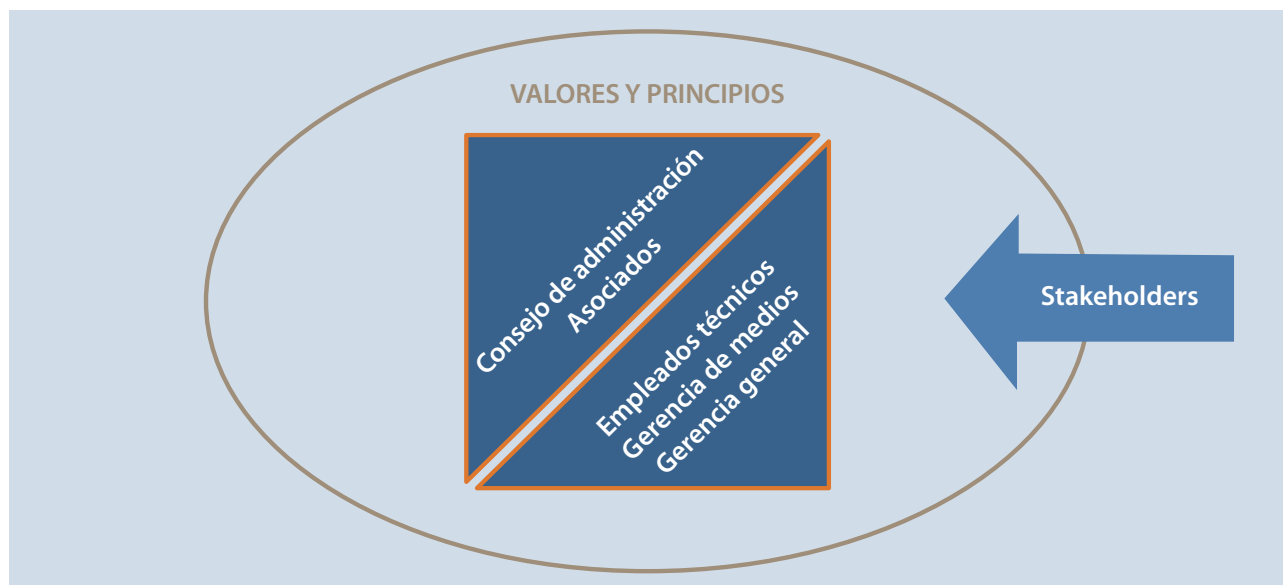 VALORES Y PRINCIPIOS
Consejo de administración
Asociados
Empleados técnicos
Gerencia de medios
Gerencia general
Stakeholders